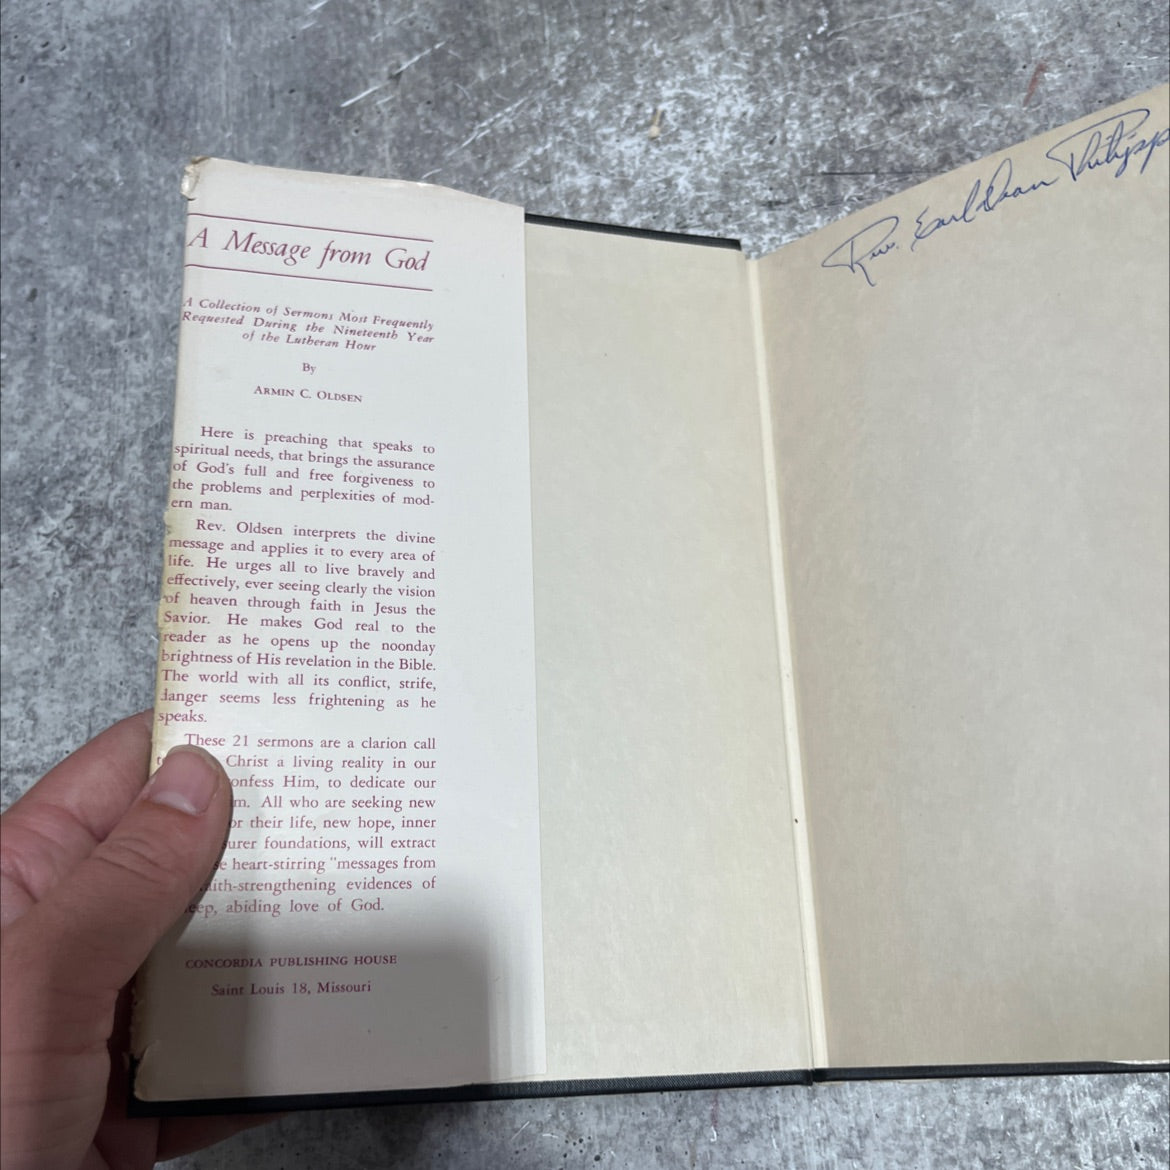 A Message from God
A Collection of Sermons Most Frequently
Requested During the Nineteenth Year
of the Lutheran Hour
By
ARMIN C. OLDSEN
Here is preaching that speaks to
spiritual needs, that brings the assurance
of God's full and free forgiveness to
the problems and perplexities of mod-
ern man.
Rev. Oldsen interprets the divine
message and applies it to every area of
life. He urges all to live bravely and
effectively, ever seeing clearly the vision
of heaven through faith in Jesus the
Savior. He makes God real to the
reader as he opens up the noonday
brightness of His revelation in the Bible.
The world with all its conflict, strife,
danger seems less frightening as he
speaks.
These 21 sermons are a clarion call
Christ a living reality in our
onfess Him, to dedicate our
m. All who are seeking new
or their life, new hope, inner
surer foundations, will extract
se heart-stirring "messages from
aith-strengthening evidences of
eep, abiding love of God.
CONCORDIA PUBLISHING HOUSE
Saint Louis 18, Missouri
Rev. Earl Dean